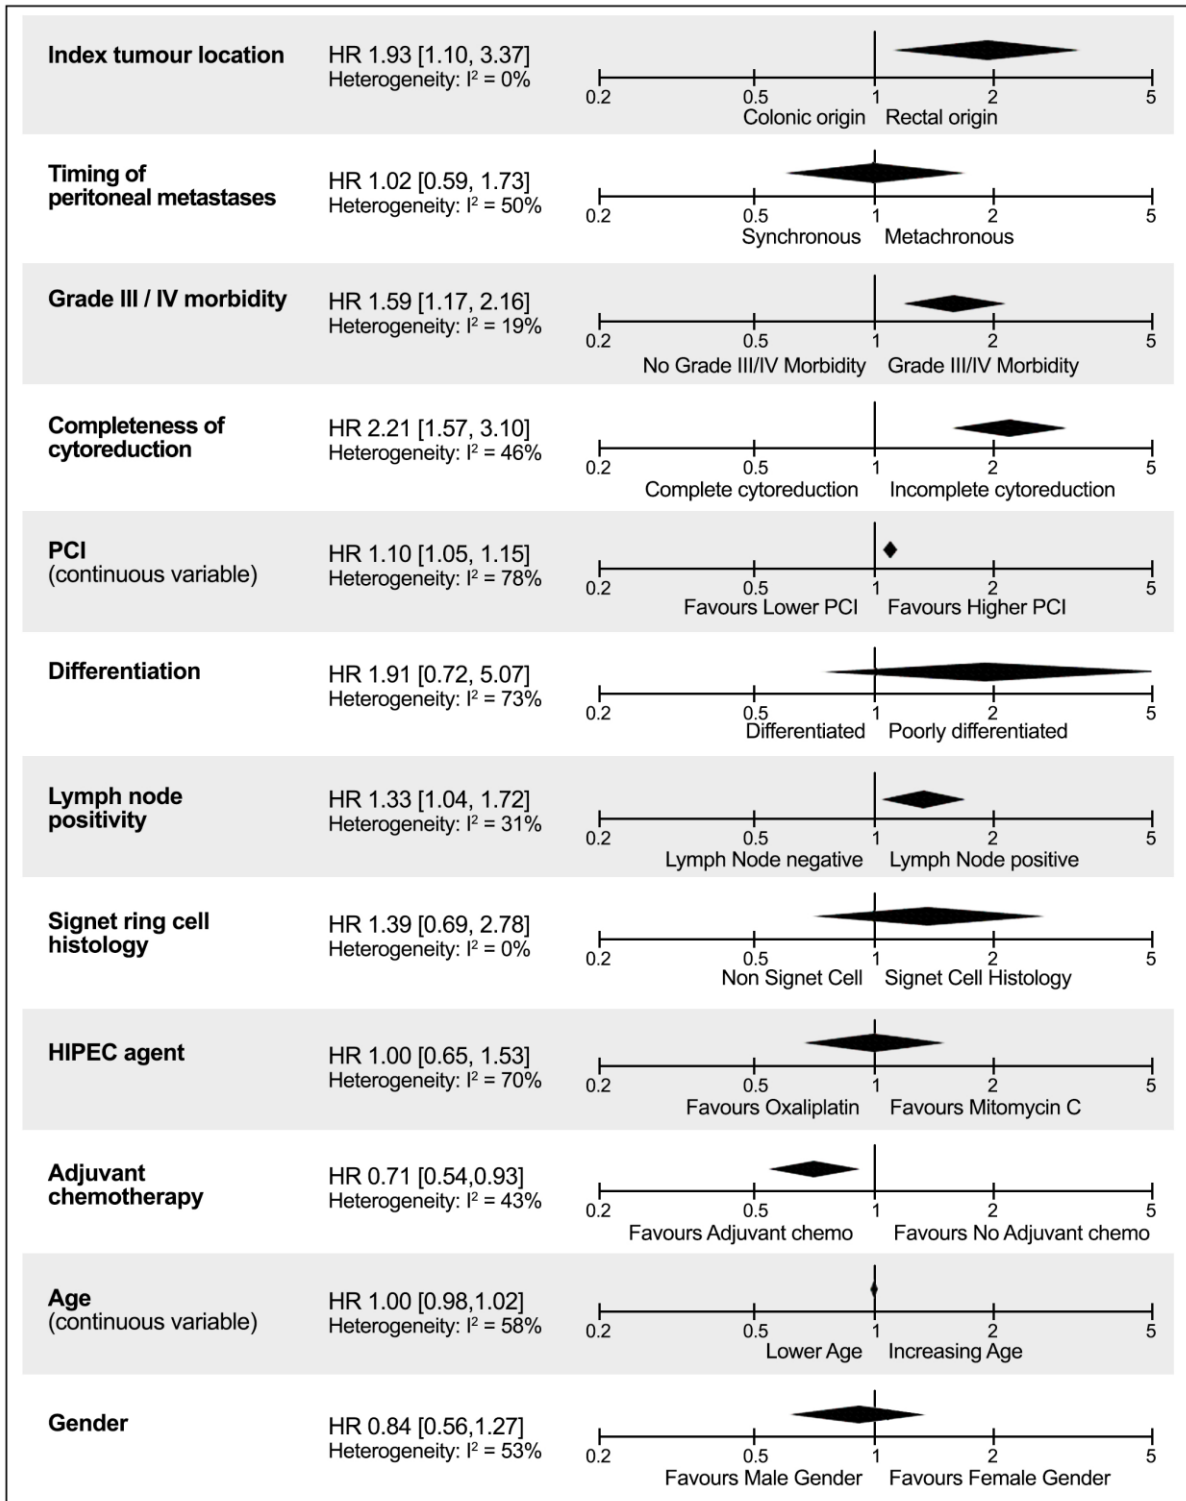 Index tumour location
HR 1.93 [1.10, 3.37]
Heterogeneity: I² = 0%
0.2 0.5 1 2 5
Colonic origin Rectal origin
Timing of
peritoneal metastases
HR 1.02 [0.59, 1.73]
Heterogeneity: I² = 50%
0.2 0.5 1 2 5
Synchronous Metachronous
Grade III / IV morbidity
HR 1.59 [1.17, 2.16]
Heterogeneity: I² = 19%
0.2 0.5 1 2 5
No Grade III/IV Morbidity Grade III/IV Morbidity
Completeness of
cytoreduction
HR 2.21 [1.57, 3.10]
Heterogeneity: I² = 46%
0.2 0.5 1 2 5
Complete cytoreduction Incomplete cytoreduction
PCI
(continuous variable)
HR 1.10 [1.05, 1.15]
Heterogeneity: I² = 78%
0.2 0.5 1 2 5
Favours Lower PCI Favours Higher PCI
Differentiation
HR 1.91 [0.72, 5.07]
Heterogeneity: I² = 73%
0.2 0.5 1 2 5
Differentiated Poorly differentiated
Lymph node
positivity
HR 1.33 [1.04, 1.72]
Heterogeneity: I² = 31%
0.2 0.5 1 2 5
Lymph Node negative Lymph Node positive
Signet ring cell
histology
HR 1.39 [0.69, 2.78]
Heterogeneity: I² = 0%
0.2 0.5 1 2 5
Non Signet Cell Signet Cell Histology
HIPEC agent
HR 1.00 [0.65, 1.53]
Heterogeneity: I² = 70%
0.2 0.5 1 2 5
Favours Oxaliplatin Favours Mitomycin C
Adjuvant
chemotherapy
HR 0.71 [0.54,0.93]
Heterogeneity: I² = 43%
0.2 0.5 1 2 5
Favours Adjuvant chemo Favours No Adjuvant chemo
Age
(continuous variable)
HR 1.00 [0.98,1.02]
Heterogeneity: I² = 58%
0.2 0.5 1 2 5
Lower Age Increasing Age
Gender
HR 0.84 [0.56,1.27]
Heterogeneity: I² = 53%
0.2 0.5 1 2 5
Favours Male Gender Favours Female Gender